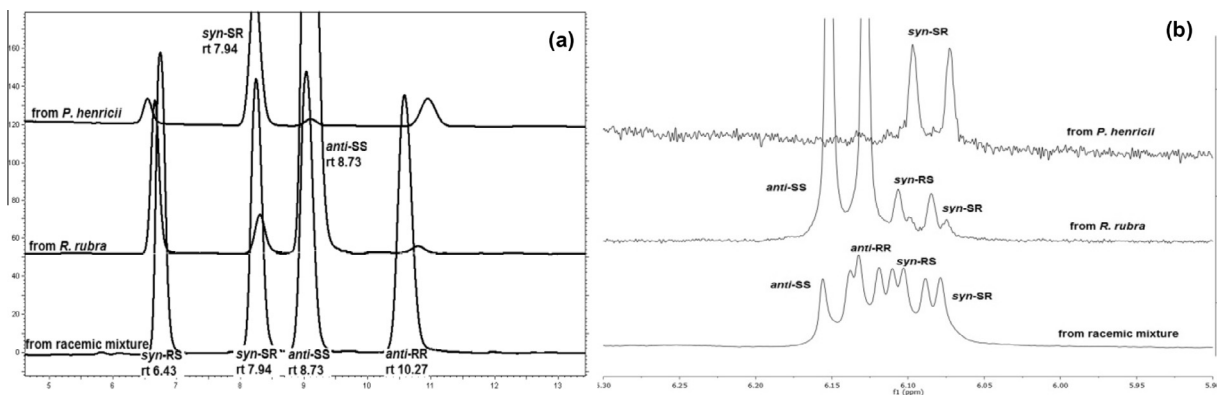 (a)
syn-SR
rt 7.94
160
140
from P. henricii
120
100
anti-SS
rt 8.73
80
60
from R. rubra
40
20
from racemic mixture
0
syn-RS
rt 6.43
syn-SR
rt 7.94
anti-SS
rt 8.73
anti-RR
rt 10.27
5 6 7 8 9 10 11 12 13
(b)
syn-SR
from P. henricii
anti-SS
syn-RS
syn-SR
from R. rubra
anti-RR
syn-RS
anti-SS
syn-SR
from racemic mixture
6.25 6.20 6.15 6.10 6.05 6.00 5.95
f1 (ppm)